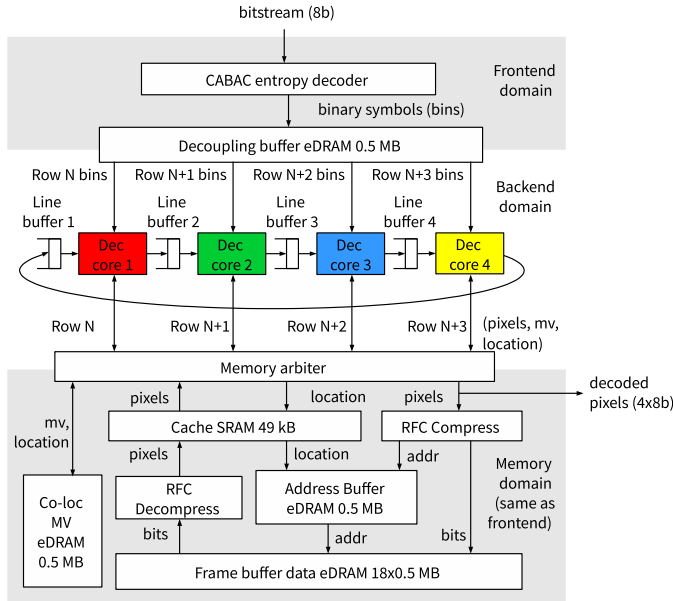 bitstream (8b)
CABAC entropy decoder
Frontend
domain
binary symbols (bins)
Decoupling buffer eDRAM 0.5 MB
Row N bins
Row N+1 bins
Row N+2 bins
Row N+3 bins
Backend
domain
Line
buffer 1
Line
buffer 2
Line
buffer 3
Line
buffer 4
Dec
core 1
Dec
core 2
Dec
core 3
Dec
core 4
Row N
Row N+1
Row N+2
Row N+3
(pixels, mv,
location)
Memory arbiter
decoded
pixels (4x8b)
pixels
location
pixels
mv,
location
Cache SRAM 49 kB
RFC Compress
pixels
location
addr
Memory
domain
(same as
frontend)
Co-loc
MV
eDRAM
0.5 MB
RFC
Decompress
Address Buffer
eDRAM 0.5 MB
bits
addr
bits
Frame buffer data eDRAM 18x0.5 MB